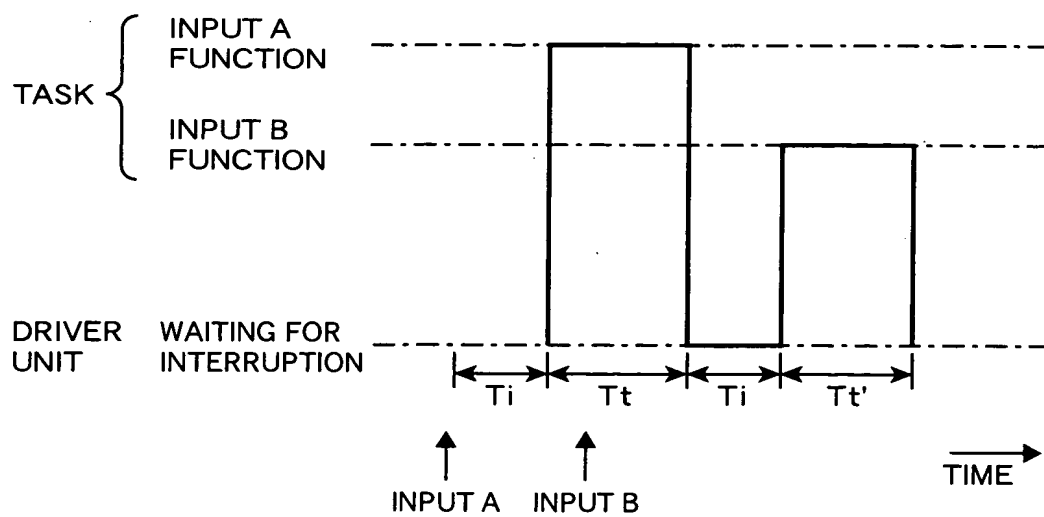 INPUT A
FUNCTION
TASK
INPUT B
FUNCTION
DRIVER
UNIT
WAITING FOR
INTERRUPTION
Ti
Tt
Ti
Tt'
INPUT A
INPUT B
TIME